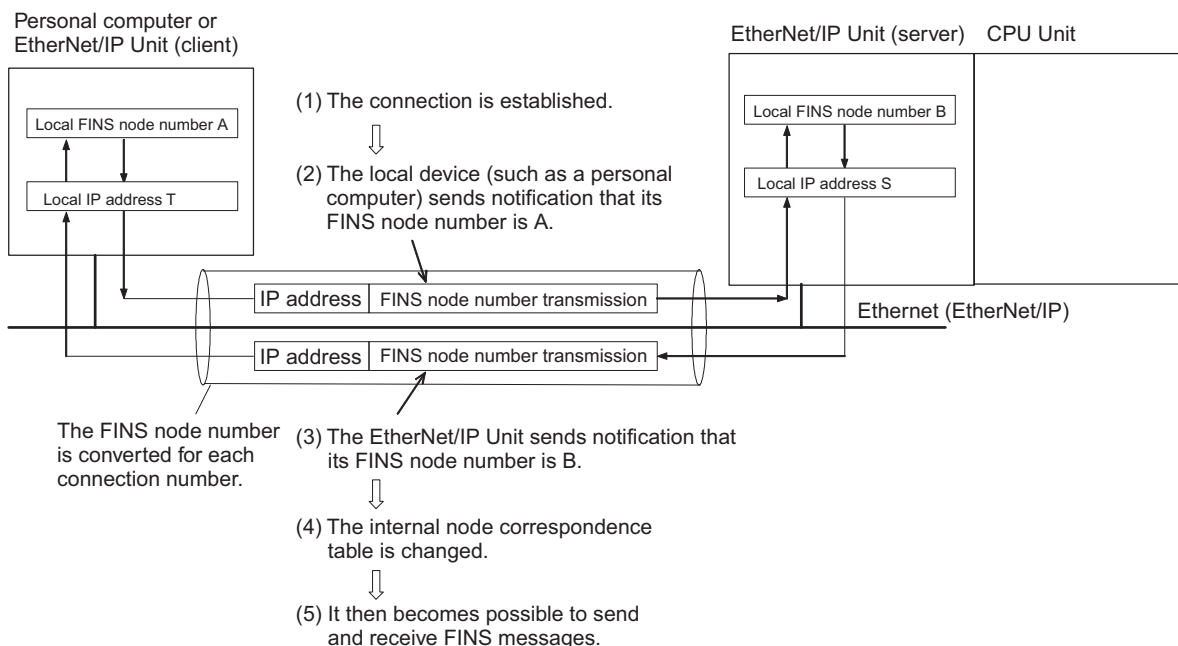 Personal computer or
EtherNet/IP Unit (client)
EtherNet/IP Unit (server)
CPU Unit
Local FINS node number A
Local IP address T
Local FINS node number B
Local IP address S
(1) The connection is established.
(2) The local device (such as a personal
computer) sends notification that its
FINS node number is A.
IP address
FINS node number transmission
Ethernet (EtherNet/IP)
IP address
FINS node number transmission
The FINS node number
is converted for each
connection number.
(3) The EtherNet/IP Unit sends notification that
its FINS node number is B.
(4) The internal node correspondence
table is changed.
(5) It then becomes possible to send
and receive FINS messages.